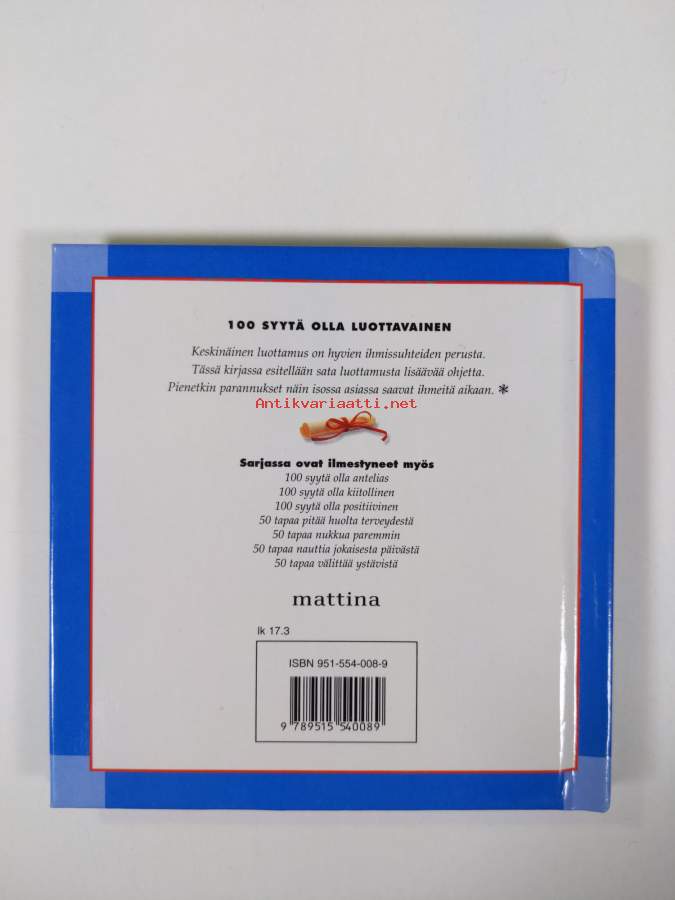 100 SYYTÄ OLLA LUOTTAVAINEN
Keskinäinen luottamus on hyvien ihmissuhteiden perusta.
Tässä kirjassa esitellään sata luottamusta lisäävää ohjetta.
Pienetkin parannukset näin isossa asiassa saavat ihmeitä aikaan. *
Antikvariaatti.net
Sarjassa ovat ilmestyneet myös
100 syytä olla antelias
100 syytä olla kiitollinen
100 syytä olla positiivinen
50 tapaa pitää huolta terveydestä
50 tapaa nukkua paremmin
50 tapaa nauttia jokaisesta päivästä
50 tapaa välittää ystävistä
mattina
lk 17.3
ISBN 951-554-008-9
9 789515 540089